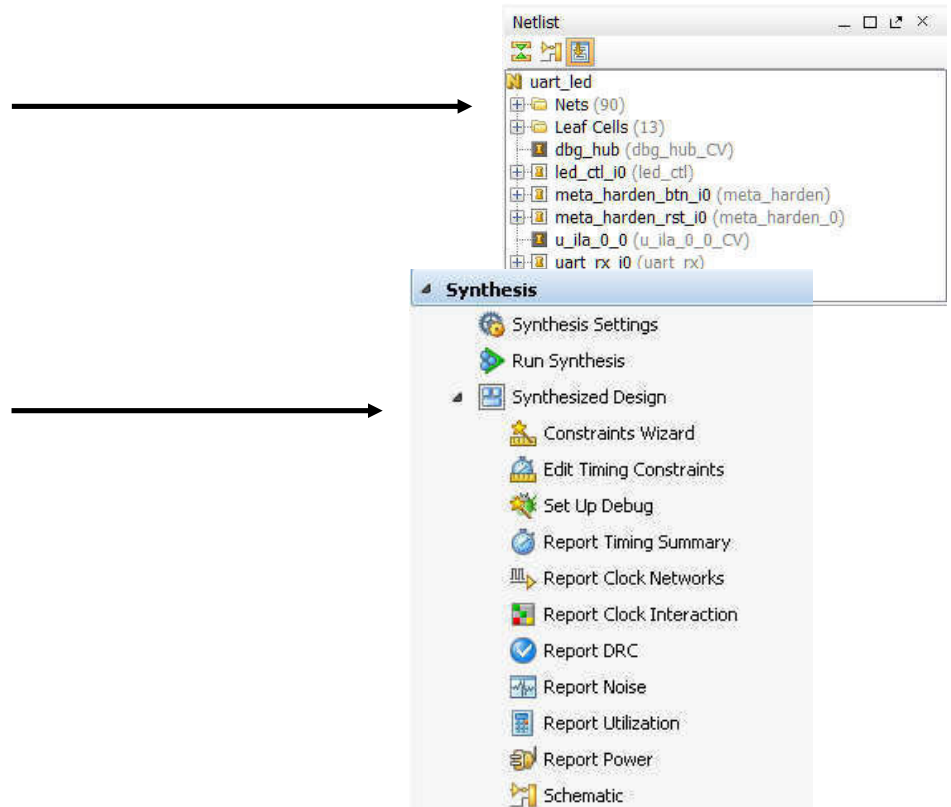 Netlist
uart_led
Nets (90)
Leaf Cells (13)
dbg_hub (dbg_hub_CV)
led_ctl_i0 (led_ctl)
meta_harden_btn_i0 (meta_harden)
meta_harden_rst_i0 (meta_harden_0)
u_ila_0_0 (u_ila_0_0_CV)
uart_rx_i0 (uart_rx)
Synthesis
Synthesis Settings
Run Synthesis
Synthesized Design
Constraints Wizard
Edit Timing Constraints
Set Up Debug
Report Timing Summary
Report Clock Networks
Report Clock Interaction
Report DRC
Report Noise
Report Utilization
Report Power
Schematic